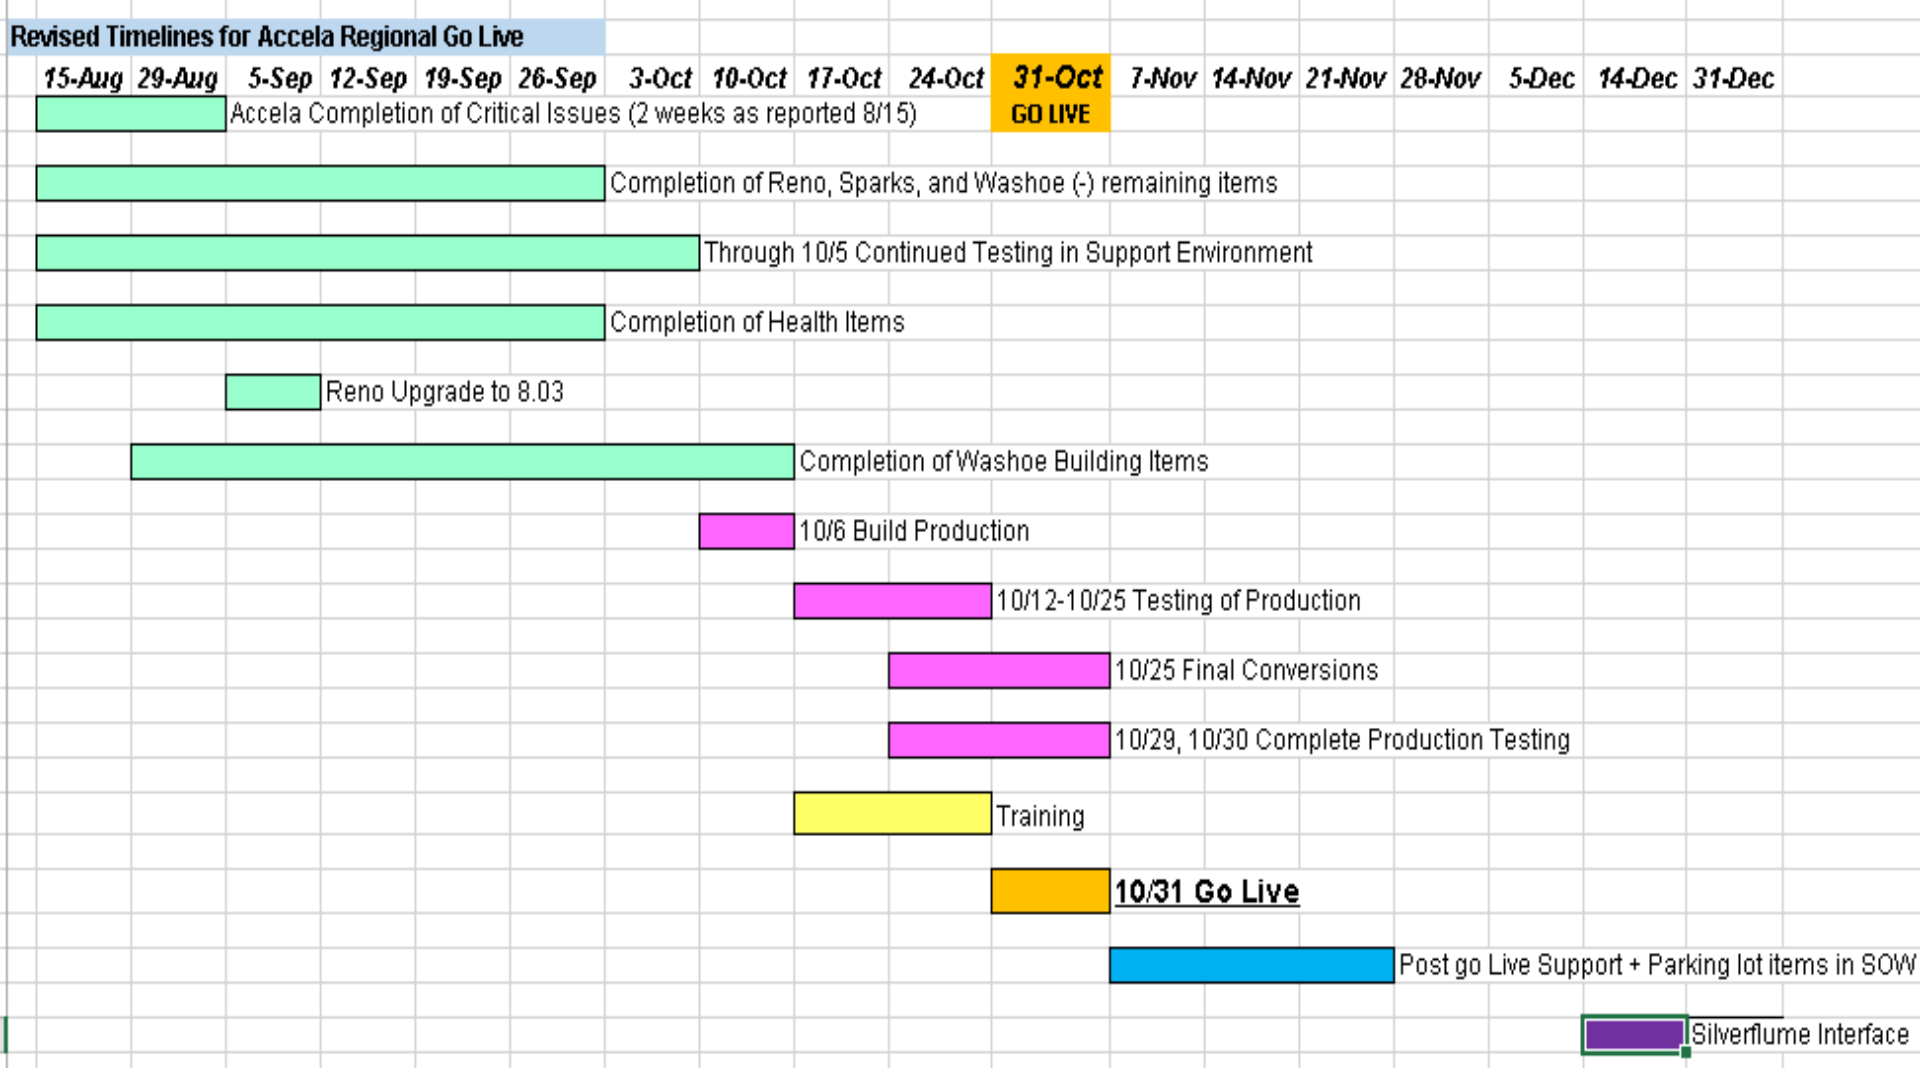 Revised Timelines for Accela Regional Go Live
15-Aug 29-Aug 5-Sep 12-Sep 19-Sep 26-Sep 3-Oct 10-Oct 17-Oct 24-Oct 31-Oct 7-Nov 14-Nov 21-Nov 28-Nov 5-Dec 14-Dec 31-Dec
Accela Completion of Critical Issues (2 weeks as reported 8/15) GO LIVE
Completion of Reno, Sparks, and Washoe (-) remaining items
Through 10/5 Continued Testing in Support Environment
Completion of Health Items
Reno Upgrade to 8.03
Completion of Washoe Building Items
10/6 Build Production
10/12-10/25 Testing of Production
10/25 Final Conversions
10/29, 10/30 Complete Production Testing
Training
10/31 Go Live
Post go Live Support + Parking lot items in SOW
Silverflume Interface